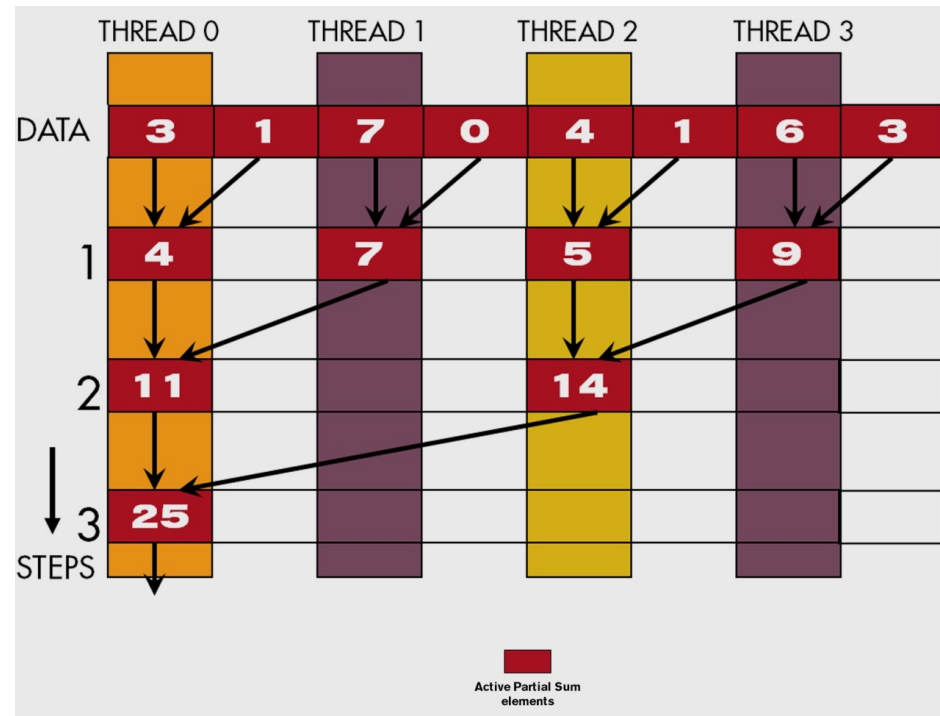 THREAD 0 THREAD 1 THREAD 2 THREAD 3
DATA 3 1 7 0 4 1 6 3
1 4 7 5 9
2 11 14
3 25
STEPS
Active Partial Sum
elements